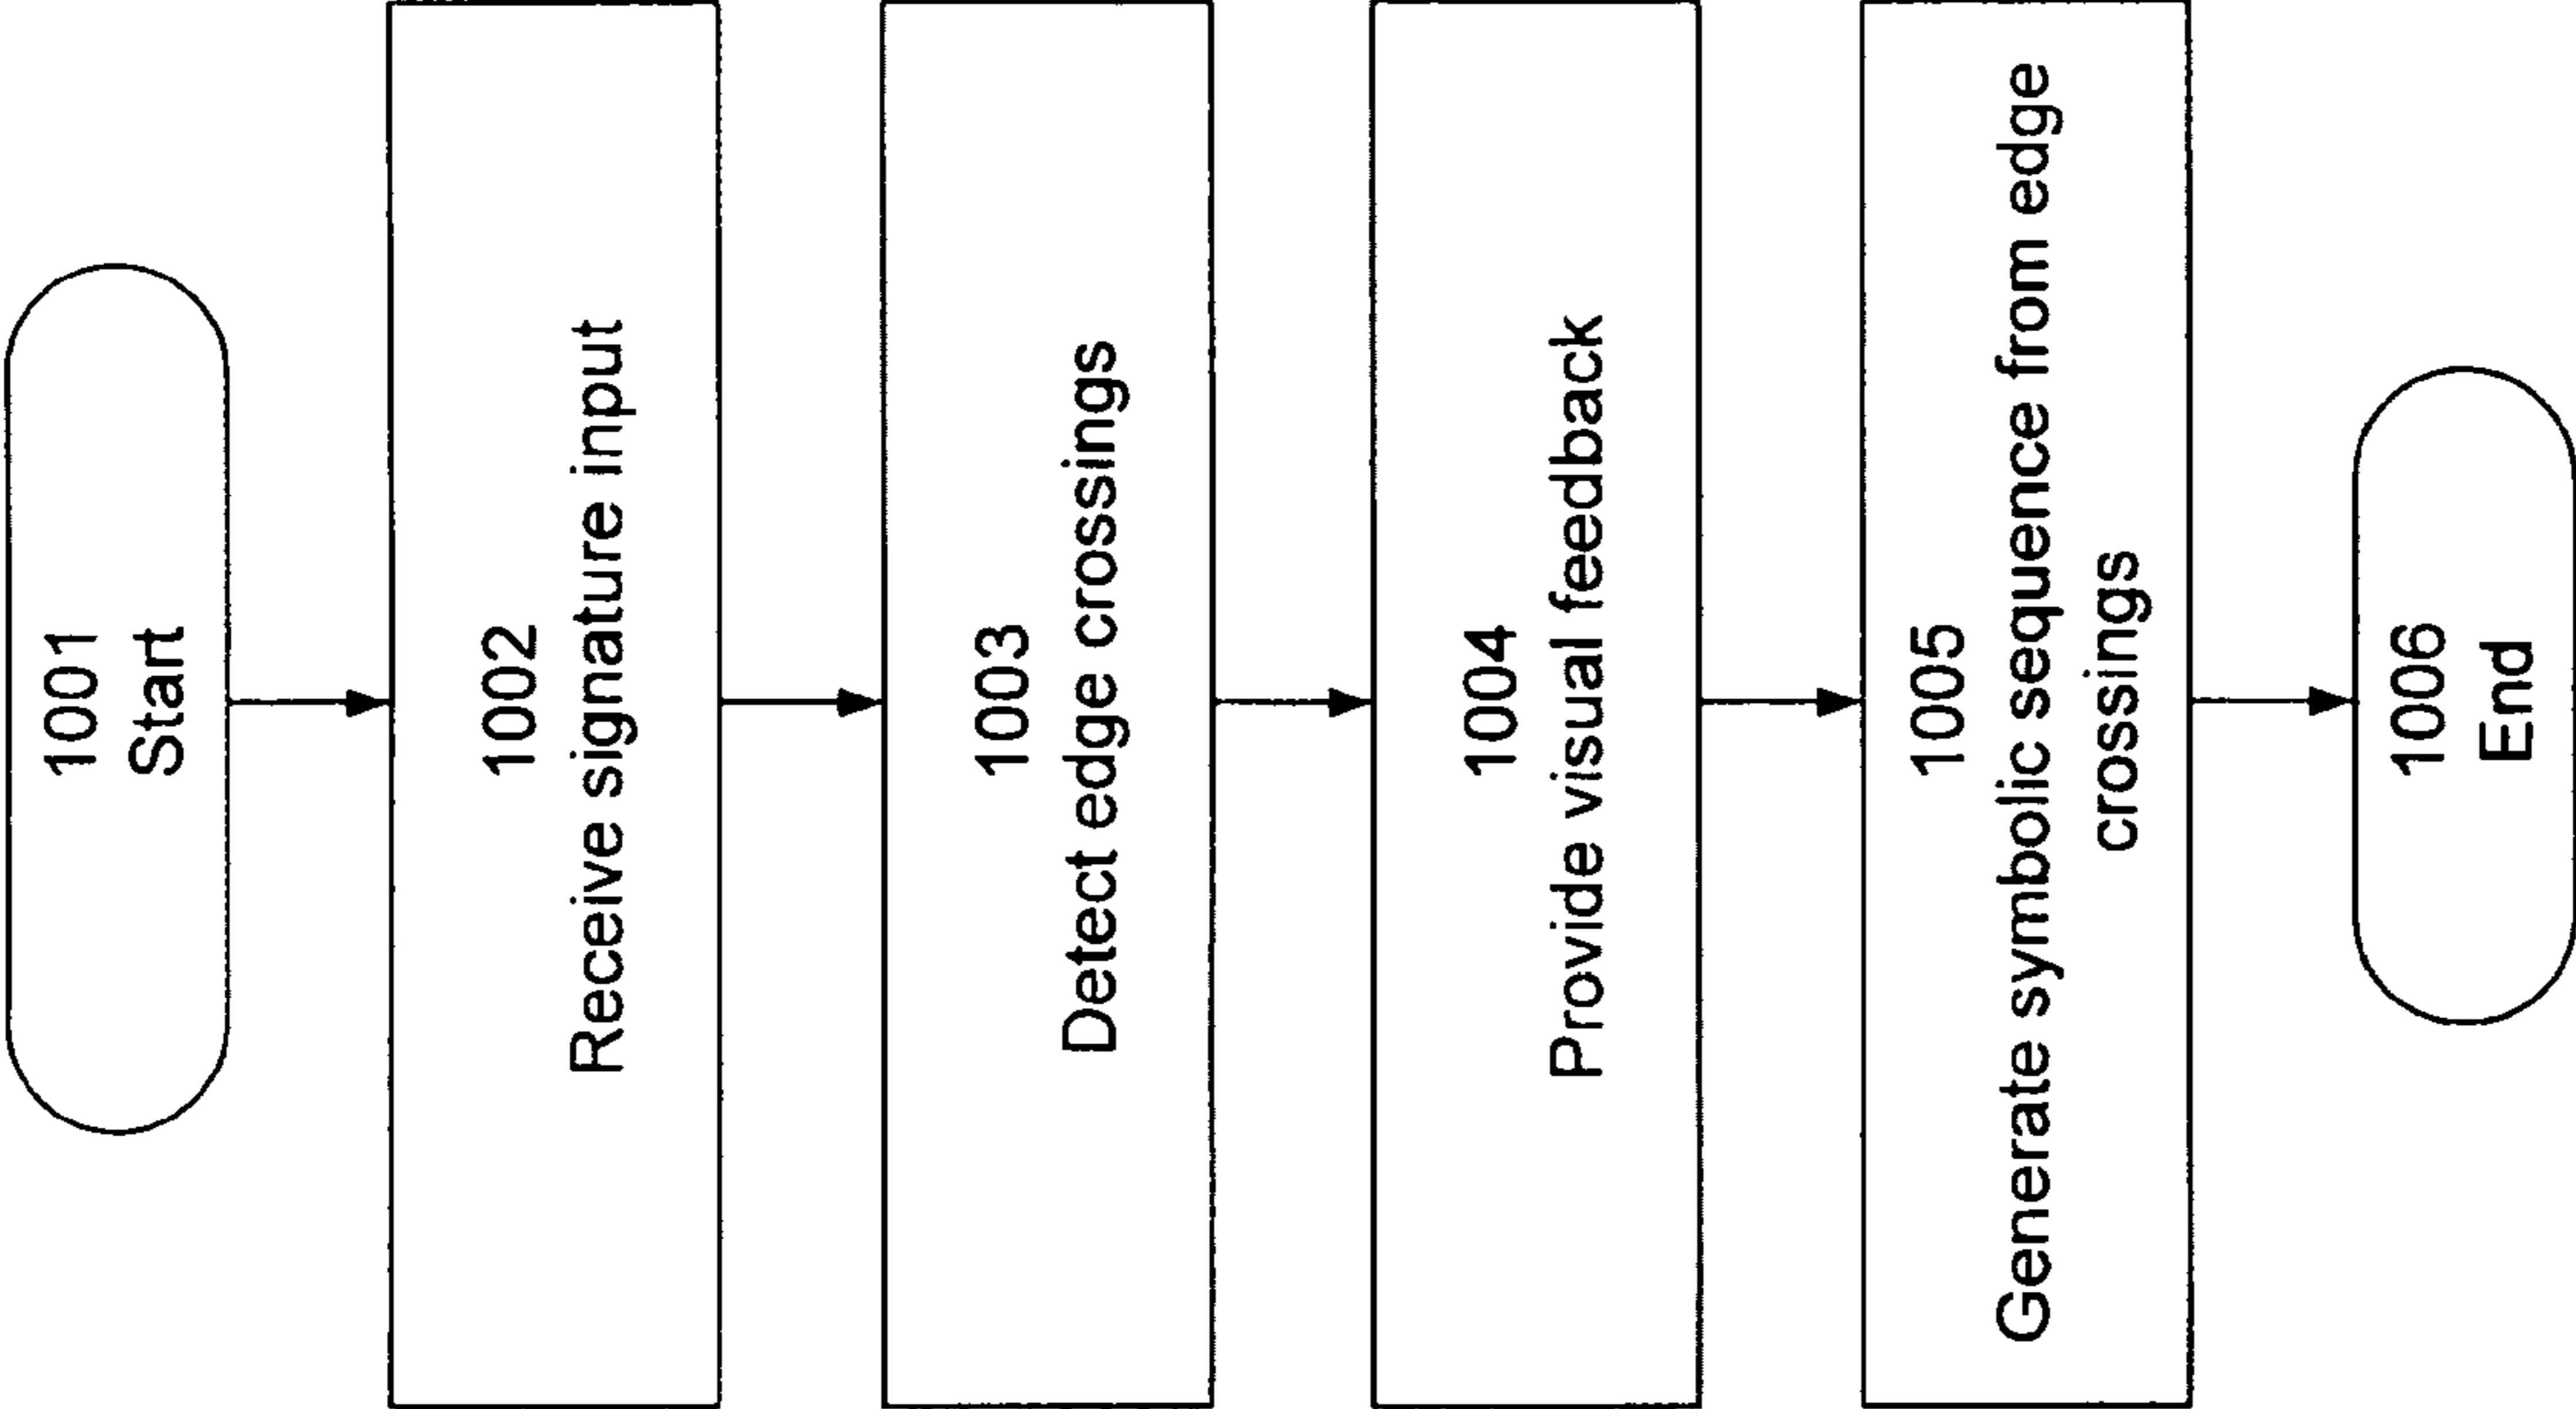 1001
Start
1002
Receive signature input
1003
Detect edge crossings
1004
Provide visual feedback
1005
Generate symbolic sequence from edge
crossings
1006
End